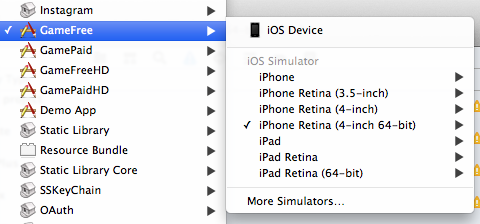 Instagram
GameFree
GamePaid
GameFreeHD
GamePaidHD
Demo App
Static Library
Resource Bundle
Static Library Core
SSKeyChain
OAuth
iOS Device
iOS Simulator
iPhone
iPhone Retina (3.5-inch)
iPhone Retina (4-inch)
iPhone Retina (4-inch 64-bit)
iPad
iPad Retina
iPad Retina (64-bit)
More Simulators...